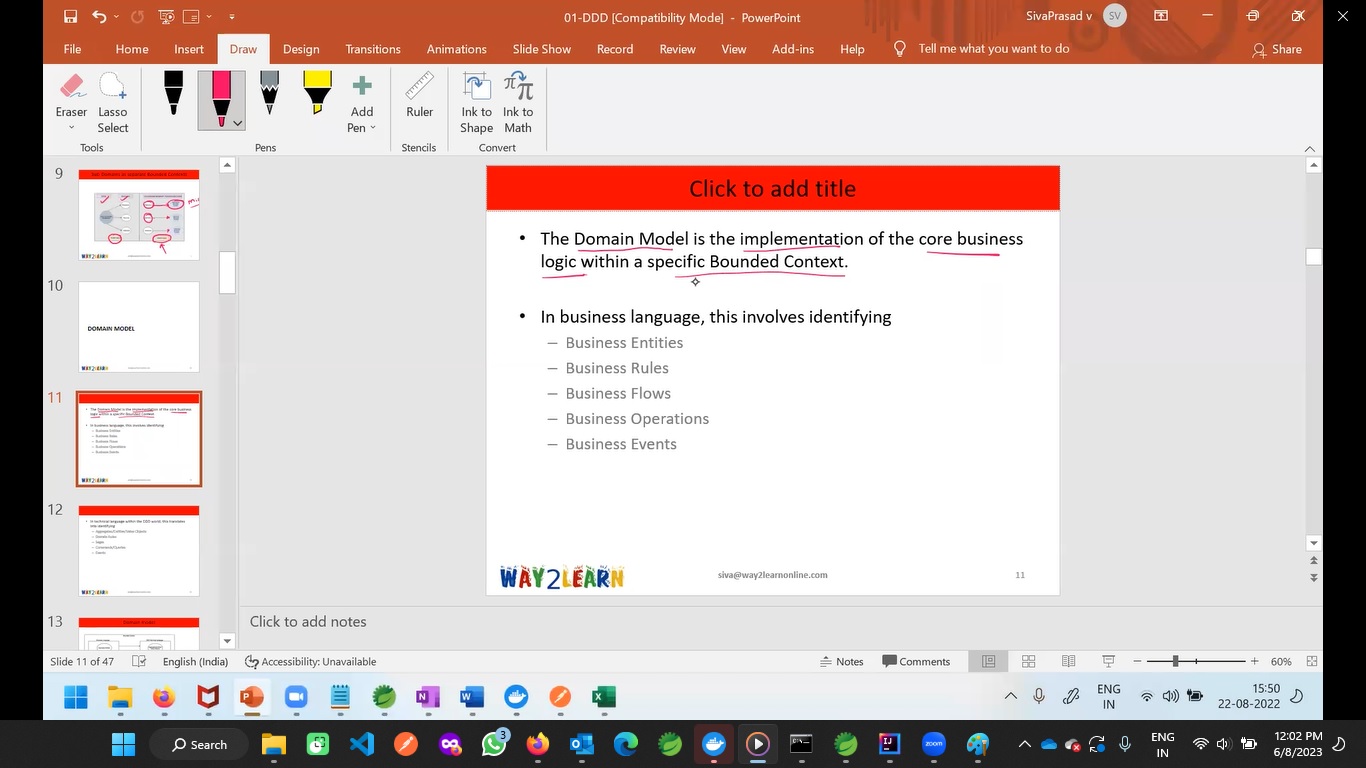 01-DDD [Compatibility Mode] - PowerPoint
SivaPrasad v SV
File Home Insert Draw Design Transitions Animations Slide Show Record Review View Add-ins Help Tell me what you want to do Share
Eraser Lasso Select Add Pen Ruler Ink to Shape Ink to Math
Tools Pens Stencils Convert
9
10
DOMAIN MODEL
WAY2LEARN
11
12
13
Click to add title
• The Domain Model is the implementation of the core business
logic within a specific Bounded Context.
• In business language, this involves identifying
– Business Entities
– Business Rules
– Business Flows
– Business Operations
– Business Events
WAY2LEARN siva@way2learnonline.com 11
Click to add notes
Slide 11 of 47 English (India) Accessibility: Unavailable Notes Comments 60%
ENG IN 15:50 22-08-2022
Search 3 zoom ENG IN 12:02 PM 6/8/2023